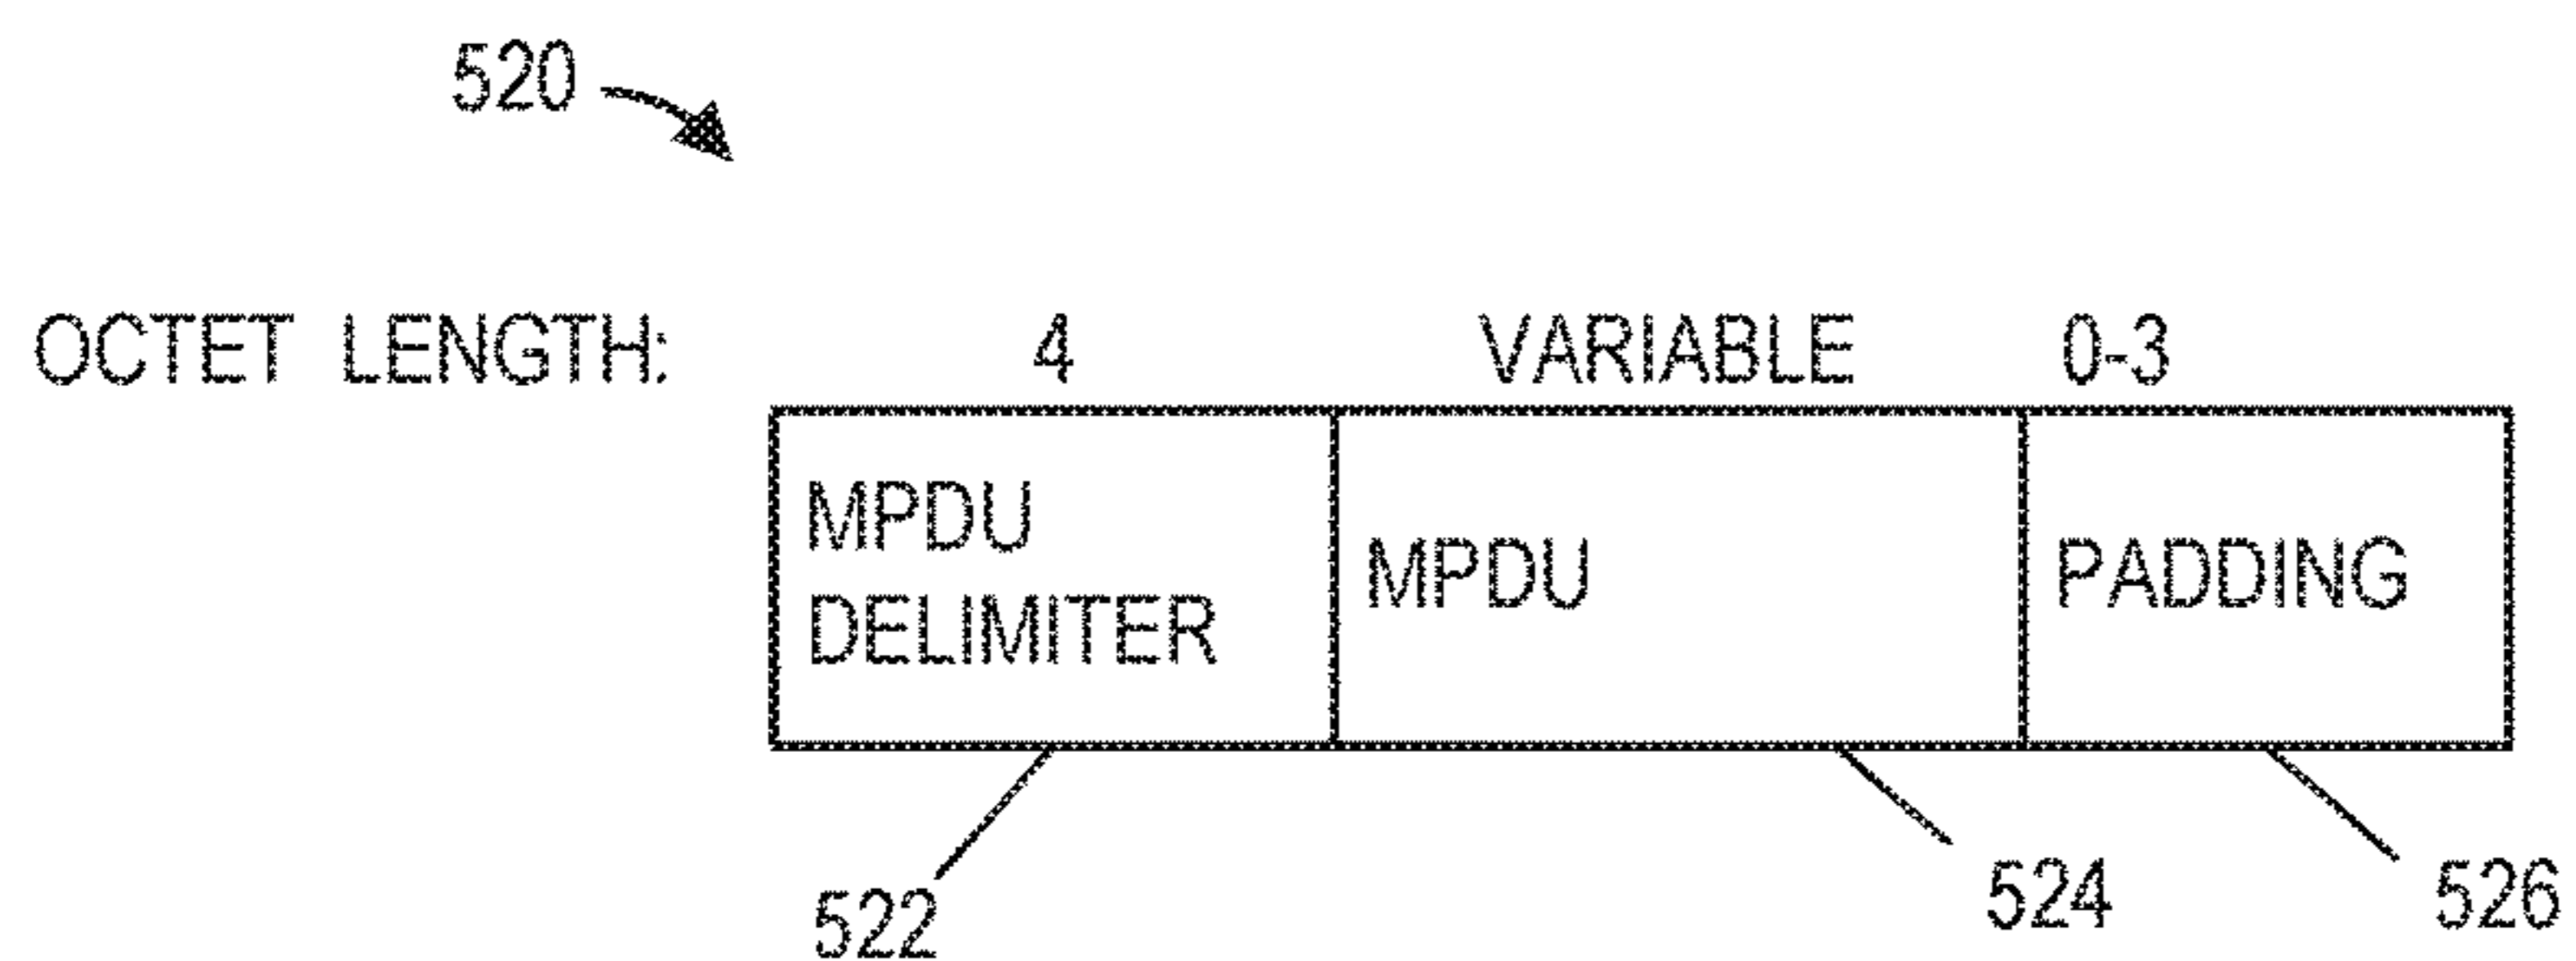 520
OCTET LENGTH: 4 VARIABLE 0-3
MPDU
DELIMITER
MPDU
PADDING
522
524
526